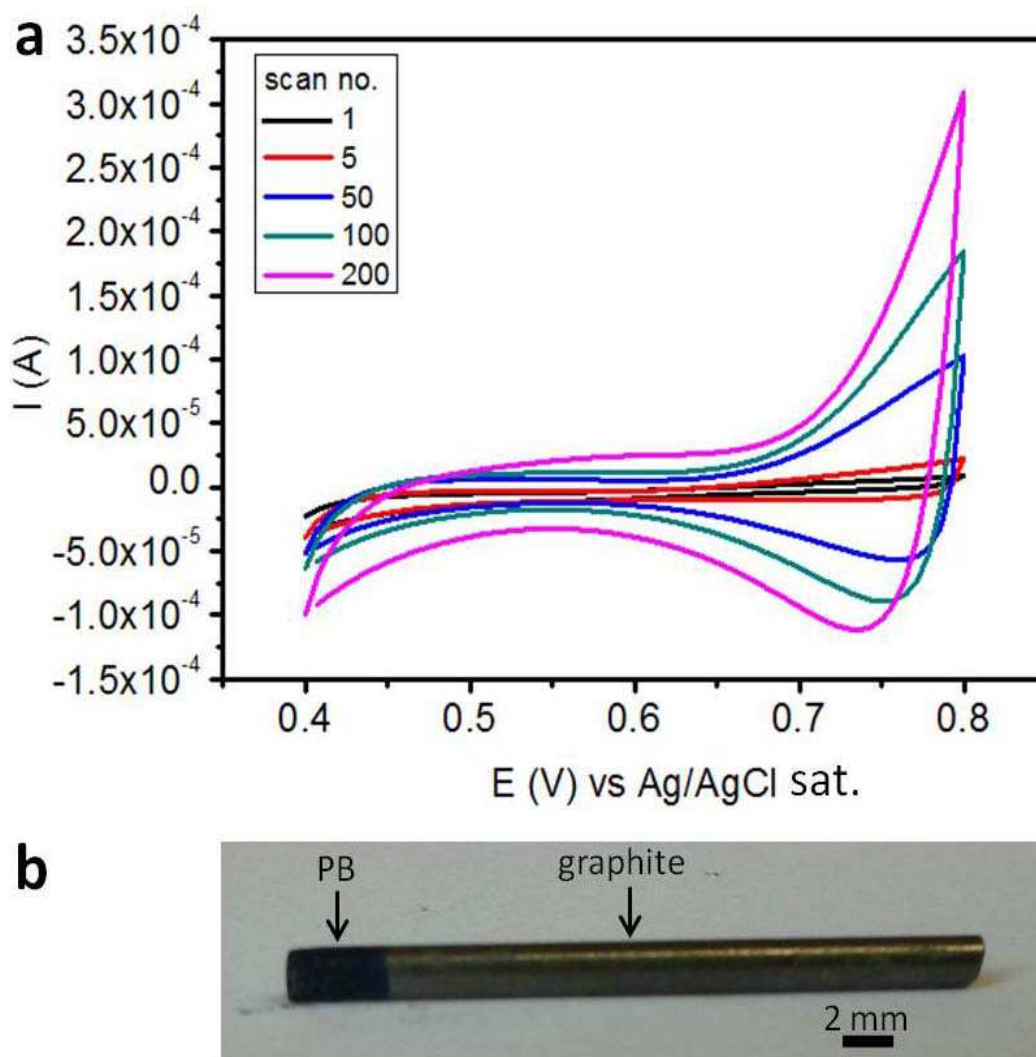 a
3.5x10⁻⁴
3.0x10⁻⁴
2.5x10⁻⁴
2.0x10⁻⁴
1.5x10⁻⁴
1.0x10⁻⁴
5.0x10⁻⁵
0.0
-5.0x10⁻⁵
-1.0x10⁻⁴
-1.5x10⁻⁴
I (A)
scan no.
1
5
50
100
200
0.4 0.5 0.6 0.7 0.8
E (V) vs Ag/AgCl sat.
b
PB graphite
2 mm